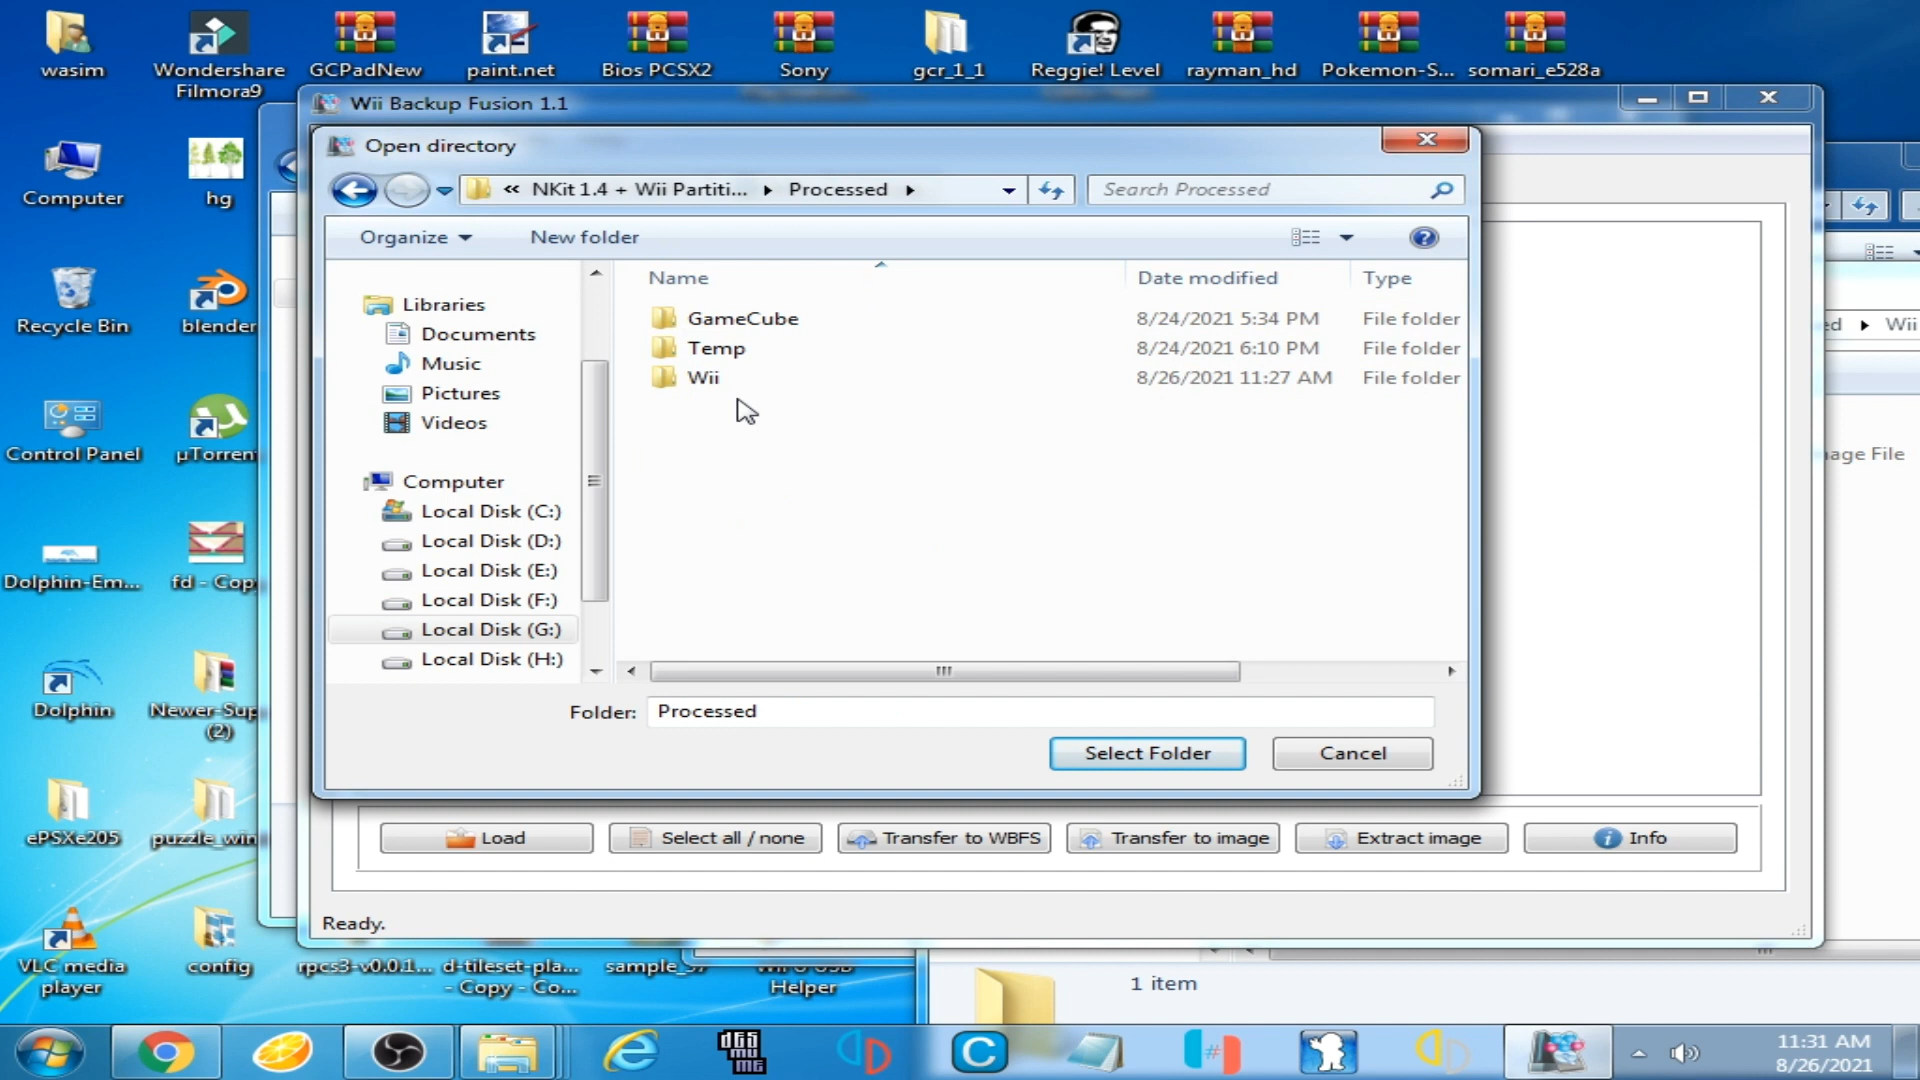 wasim
Wondershare
Filmora9
GCPadNew
paint.net
Bios PCSX2
Sony
gcr_1_1
Reggie! Level
rayman_hd
Pokemon-S...
somari_e528a
Wii Backup Fusion 1.1
Open directory
« NKit 1.4 + Wii Partiti... Processed
Search Processed
Organize
New folder
Name
Date modified
Type
GameCube
8/24/2021 5:34 PM
File folder
Temp
8/24/2021 6:10 PM
File folder
Wii
8/26/2021 11:27 AM
File folder
Libraries
Documents
Music
Pictures
Videos
Computer
Local Disk (C:)
Local Disk (D:)
Local Disk (E:)
Local Disk (F:)
Local Disk (G:)
Local Disk (H:)
Folder: Processed
Select Folder
Cancel
Load
Select all / none
Transfer to WBFS
Transfer to image
Extract image
Info
Ready.
Computer
hg
Recycle Bin
blender
Control Panel
µTorren
Dolphin-Em...
fd - Cop
Dolphin
Newer-Sup
(2)
ePSXe205
puzzle_win
VLC media
player
config
rpcs3-v0.0.1...
d-tileset-pla...
- Copy - Co...
Helper
ed Wii
age File
1 item
11:31 AM
8/26/2021